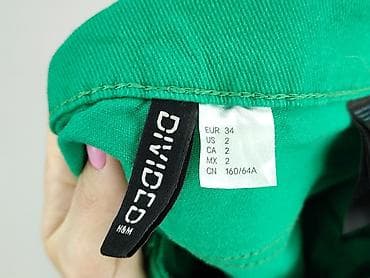 DIVIDED
H&M
EUR 34
US 2
CA 2
MX 2
CN 160/64A